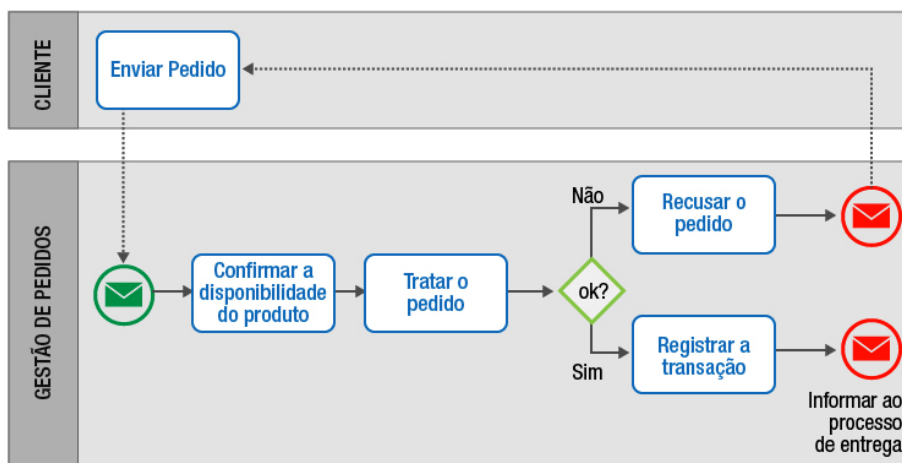 CLIENTE
Enviar Pedido
GESTÃO DE PEDIDOS
Confirmar a
disponibilidade
do produto
Tratar o
pedido
ok?
Não
Recusar o
pedido
Sim
Registrar a
transação
Informar ao
processo
de entrega